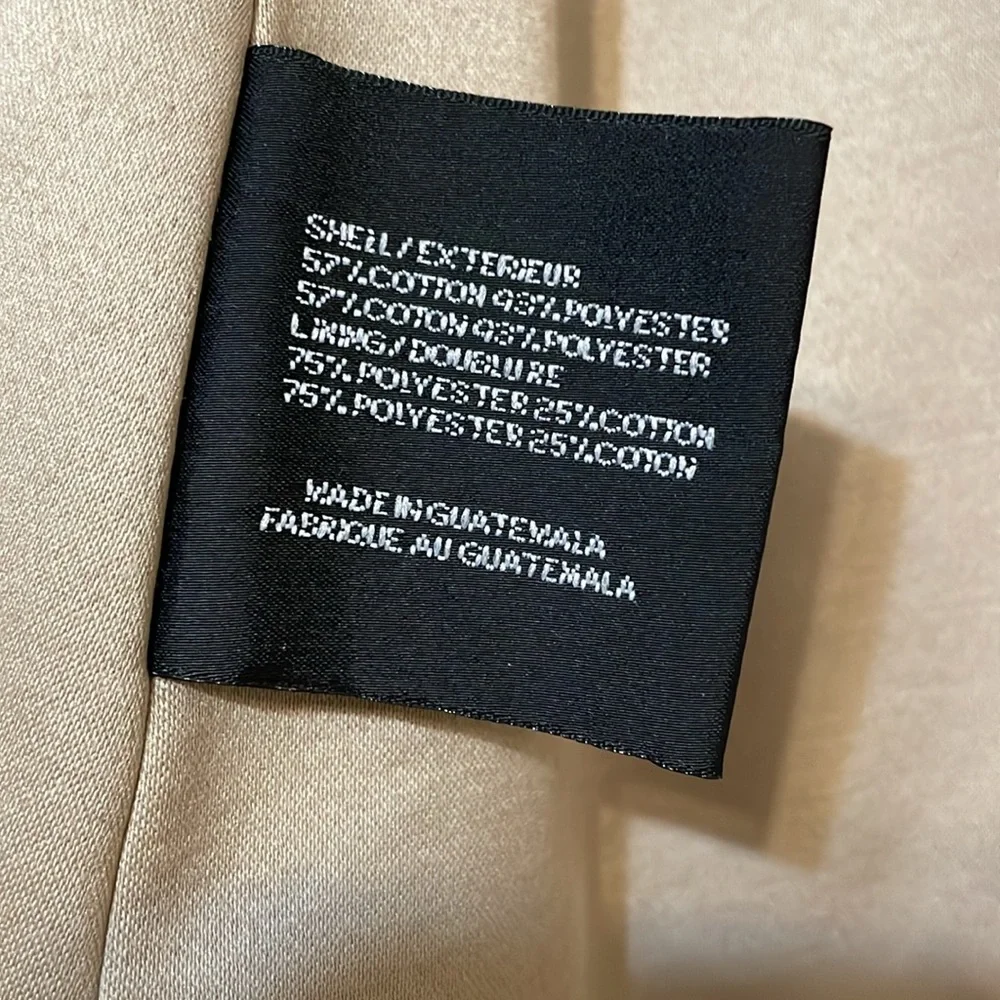 SHELL/EXTERIEUR
57%COTTON 43%POLYESTER
57%COTON 43%POLYESTER
LINING/DOUBLURE
75%POLYESTER 25%COTTON
75%POLYESTER 25%COTON
MADE IN GUATEMALA
FABRIQUE AU GUATEMALA